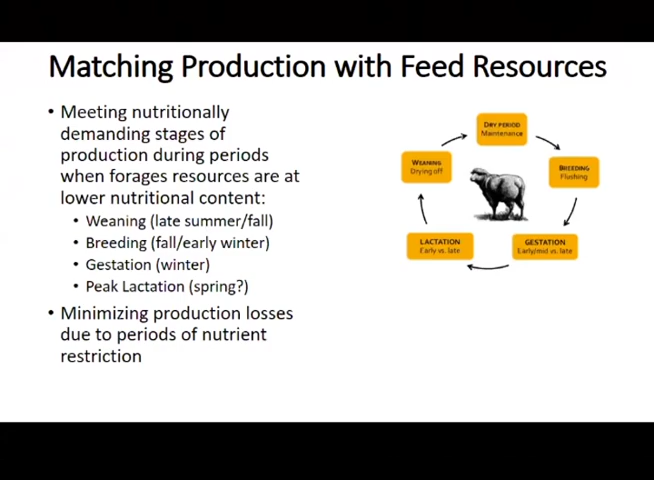 Matching Production with Feed Resources
• Meeting nutritionally
demanding stages of
production during periods
when forages resources are at
lower nutritional content:
• Weaning (late summer/fall)
• Breeding (fall/early winter)
• Gestation (winter)
• Peak Lactation (spring?)
• Minimizing production losses
due to periods of nutrient
restriction
DRY PERIOD
Maintenance
BREEDING
Flushing
GESTATION
Early/mid vs. late
LACTATION
Early vs. late
WEANING
Drying off